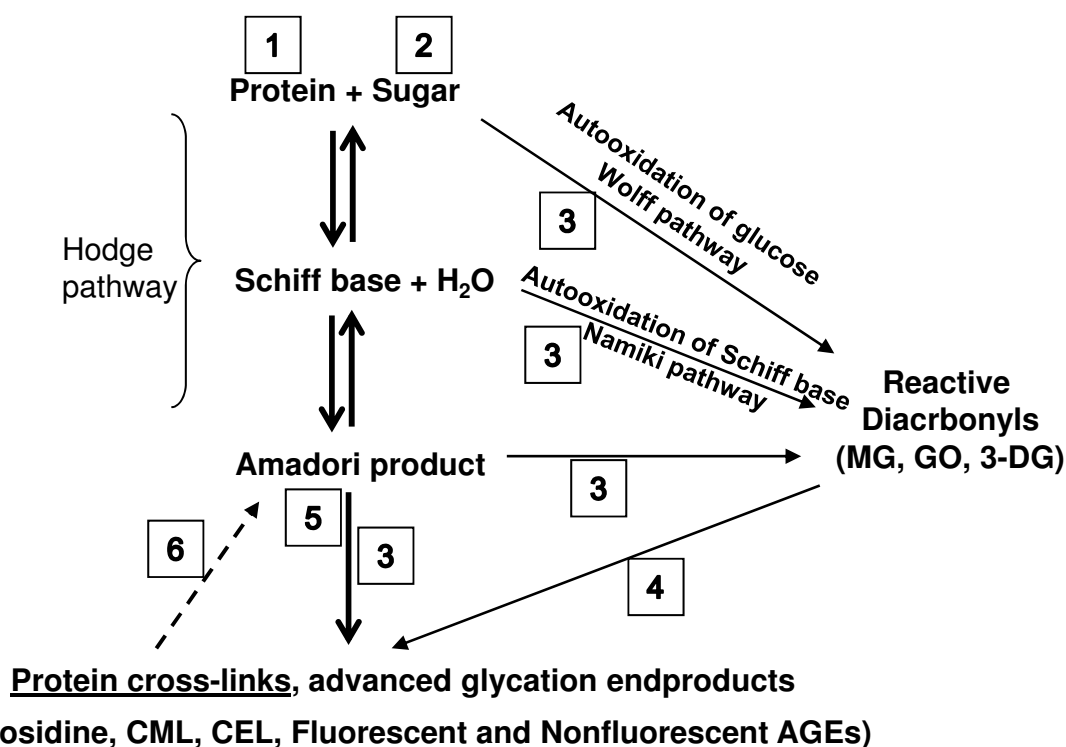 1
2
Protein + Sugar
Autooxidation of glucose
Wolff pathway
3
Hodge
pathway
Schiff base + H₂O
Autooxidation of Schiff base
Namiki pathway
3
Reactive
Diacrbonyls
(MG, GO, 3-DG)
Amadori product
3
5
3
6
4
Protein cross-links, advanced glycation endproducts
osidine, CML, CEL, Fluorescent and Nonfluorescent AGEs)